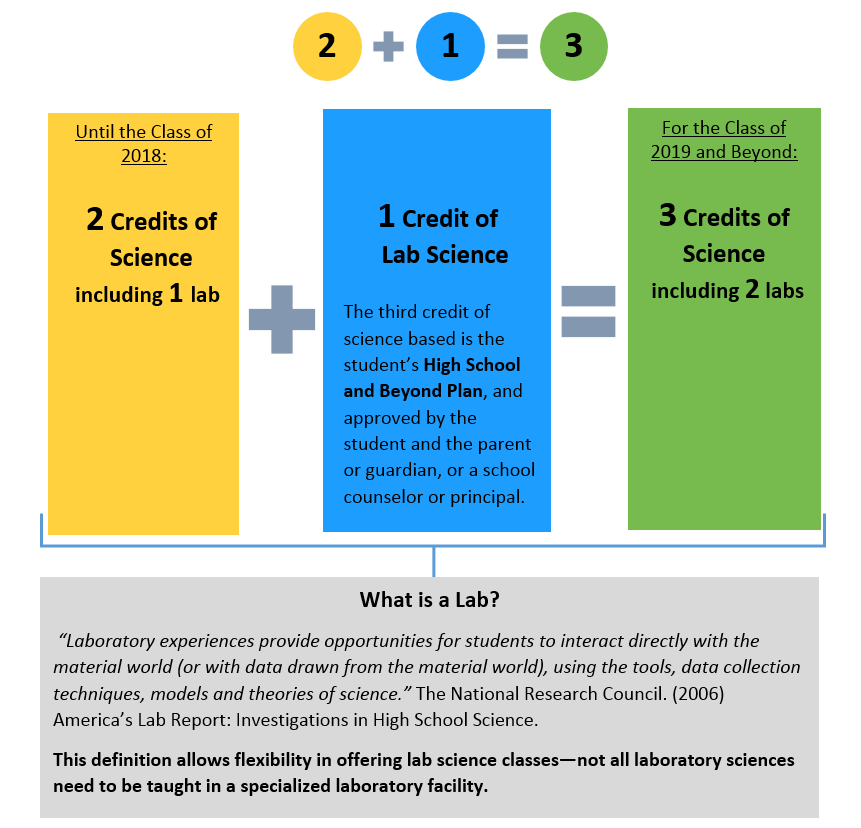 2 + 1 = 3
Until the Class of
2018:
2 Credits of
Science
including 1 lab
+
1 Credit of
Lab Science
The third credit of
science based is the
student’s High School
and Beyond Plan, and
approved by the
student and the parent
or guardian, or a school
counselor or principal.
=
For the Class of
2019 and Beyond:
3 Credits of
Science
including 2 labs
What is a Lab?
“Laboratory experiences provide opportunities for students to interact directly with the
material world (or with data drawn from the material world), using the tools, data collection
techniques, models and theories of science.” The National Research Council. (2006)
America’s Lab Report: Investigations in High School Science.
This definition allows flexibility in offering lab science classes—not all laboratory sciences
need to be taught in a specialized laboratory facility.